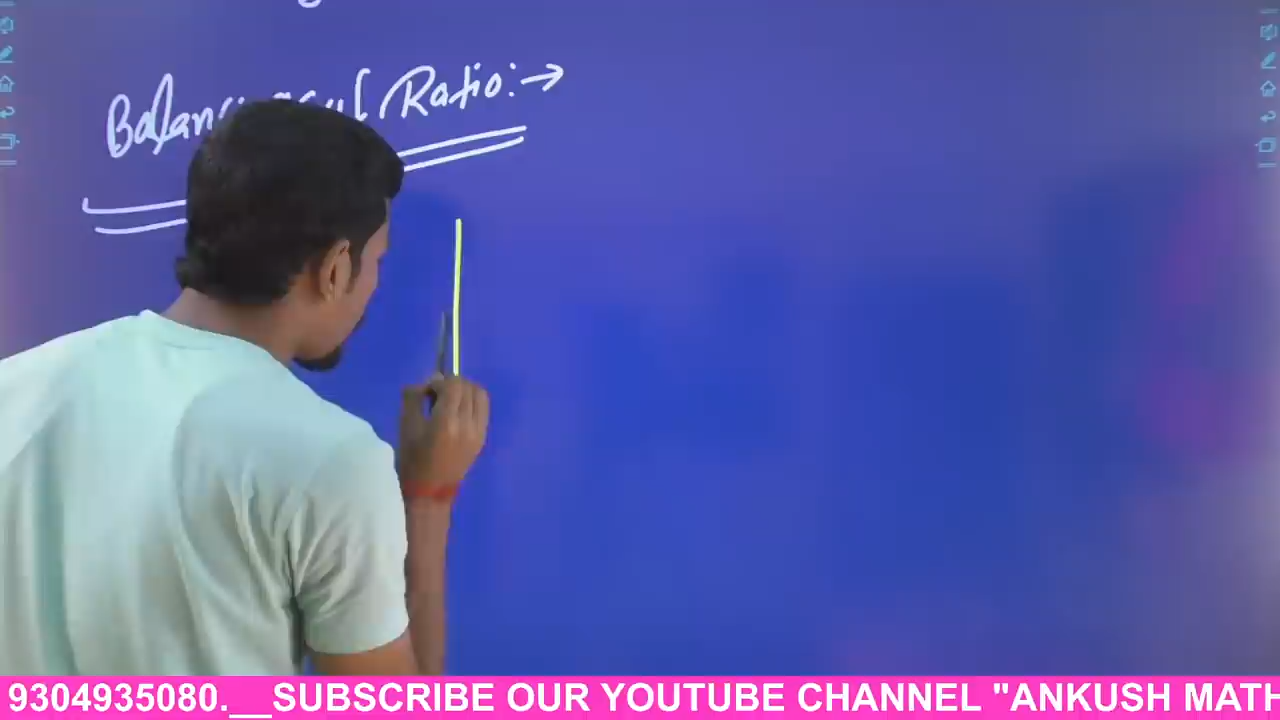 Ratio:→
9304935080.__SUBSCRIBE OUR YOUTUBE CHANNEL "ANKUSH MATH